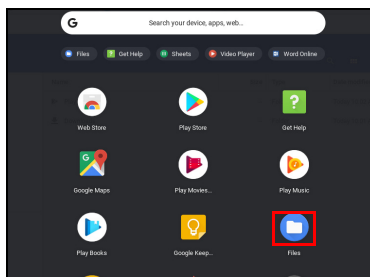 Search your device, apps, web...
Files Get Help Sheets Video Player Word Online
Web Store Play Store Get Help
Google Maps Play Movies... Play Music
Play Books Google Keep... Files